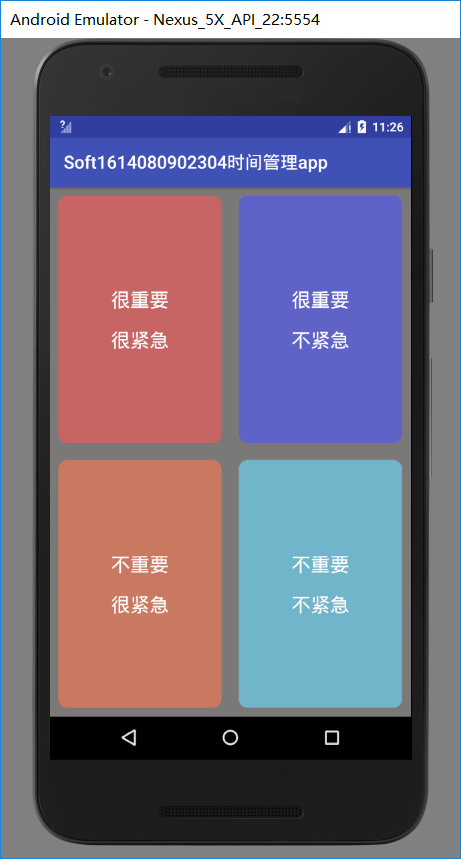 Android Emulator - Nexus_5X_API_22:5554
11:26
Soft1614080902304时间管理app
很重要
很紧急
很重要
不紧急
不重要
很紧急
不重要
不紧急